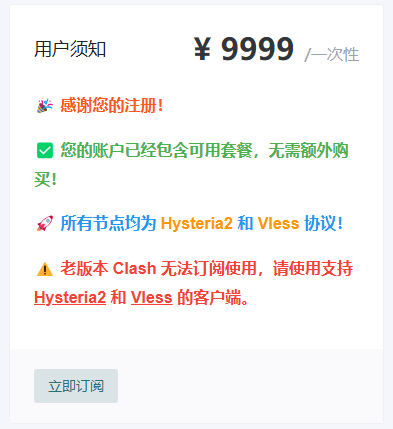 用户须知
¥ 9999 /一次性
🎉 感谢您的注册！
✅ 您的账户已经包含可用套餐，无需额外购
买！
🚀 所有节点均为 Hysteria2 和 Vless 协议！
⚠️ 老版本 Clash 无法订阅使用，请使用支持
Hysteria2 和 Vless 的客户端。
立即订阅